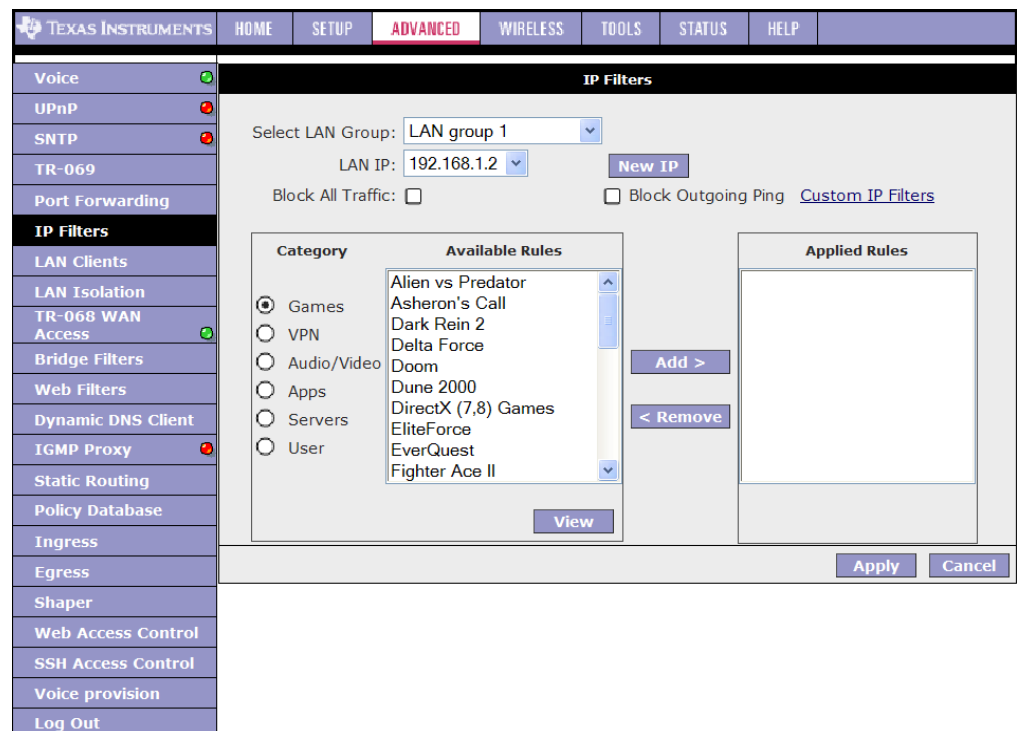 TEXAS INSTRUMENTS
HOME
SETUP
ADVANCED
WIRELESS
TOOLS
STATUS
HELP
Voice
UPnP
SNTP
TR-069
Port Forwarding
IP Filters
LAN Clients
LAN Isolation
TR-068 WAN
Access
Bridge Filters
Web Filters
Dynamic DNS Client
IGMP Proxy
Static Routing
Policy Database
Ingress
Egress
Shaper
Web Access Control
SSH Access Control
Voice provision
Log Out
IP Filters
Select LAN Group: LAN group 1
LAN IP: 192.168.1.2 New IP
Block All Traffic: Block Outgoing Ping Custom IP Filters
Category
Games
VPN
Audio/Video
Apps
Servers
User
Available Rules
Alien vs Predator
Asheron's Call
Dark Rein 2
Delta Force
Doom
Dune 2000
DirectX (7,8) Games
EliteForce
EverQuest
Fighter Ace II
View
Add >
< Remove
Applied Rules
Apply
Cancel